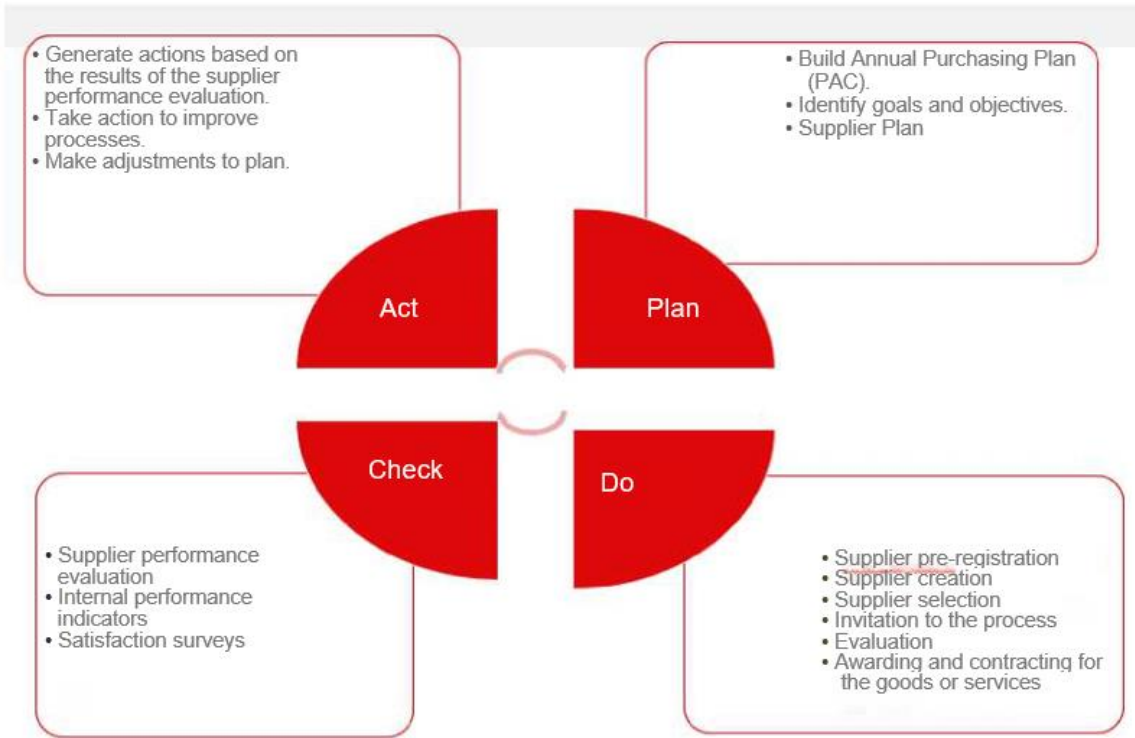 • Generate actions based on
the results of the supplier
performance evaluation.
• Take action to improve
processes.
• Make adjustments to plan.
• Build Annual Purchasing Plan
(PAC).
• Identify goals and objectives.
• Supplier Plan
Act
Plan
Check
Do
• Supplier performance
evaluation
• Internal performance
indicators
• Satisfaction surveys
• Supplier pre-registration
• Supplier creation
• Supplier selection
• Invitation to the process
• Evaluation
• Awarding and contracting for
the goods or services